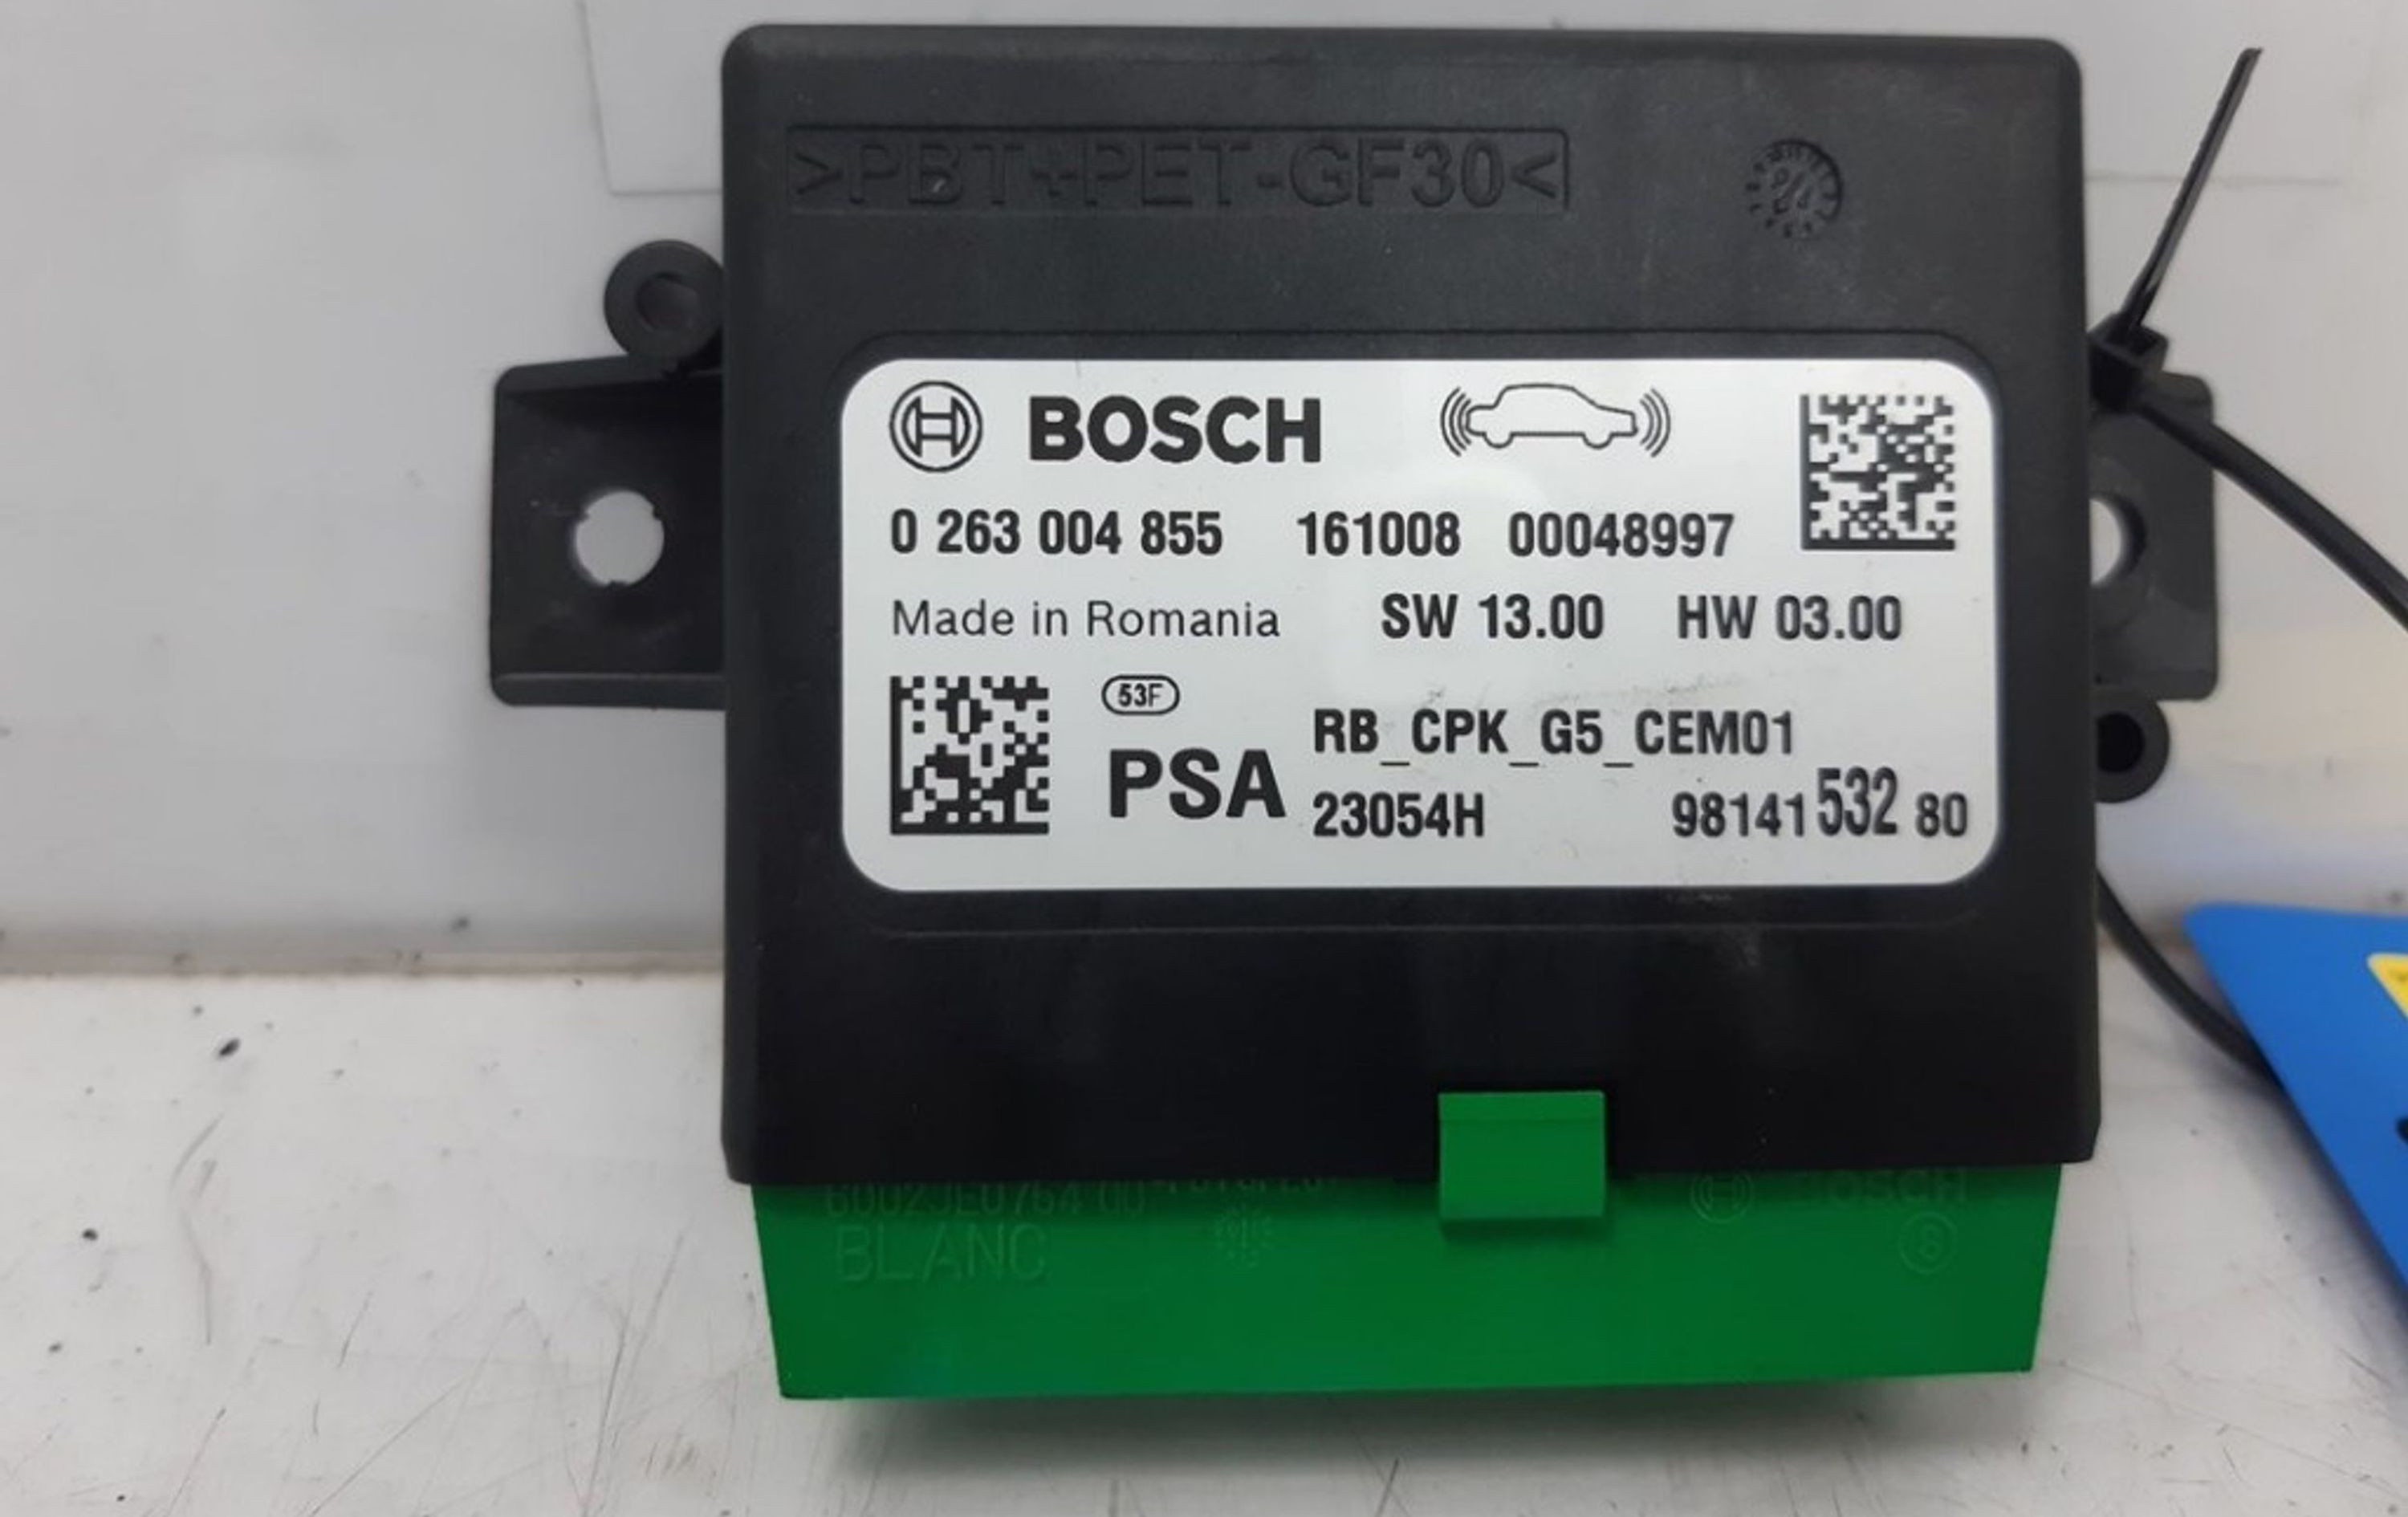 >PBT+PET-GF30<
BOSCH
0 263 004 855 161008 00048997
Made in Romania SW 13.00 HW 03.00
53F
PSA RB_CPK_G5_CEM01
23054H 98141 532 80
BOSCH
BLANC